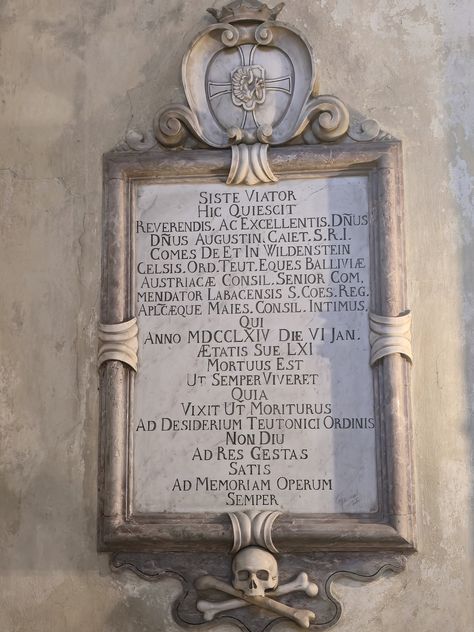 Siste Viator
Hic Quiescit
Reverendis. Ac Excellentis. Dñus
Dñus Augustin. Caiet. S.R.I.
Comes De Et In Wildenstein
Celsis. Ord. Teut. Eques Balliviæ
Austriacæ Consil. Senior Com,
mendator Labacensis S. Coes. Reg.
Aplcæque Maies. Consil. Intimus.
Qui
Anno MDCCLXIV Die VI Jan.
Ætatis Sue LXI
Mortuus Est
Ut Semper Viveret
Quia
Vixit Ut Moriturus
Ad Desiderium Teutonici Ordinis
Non Diu
Ad Res Gestas
Satis
Ad Memoriam Operum
Semper